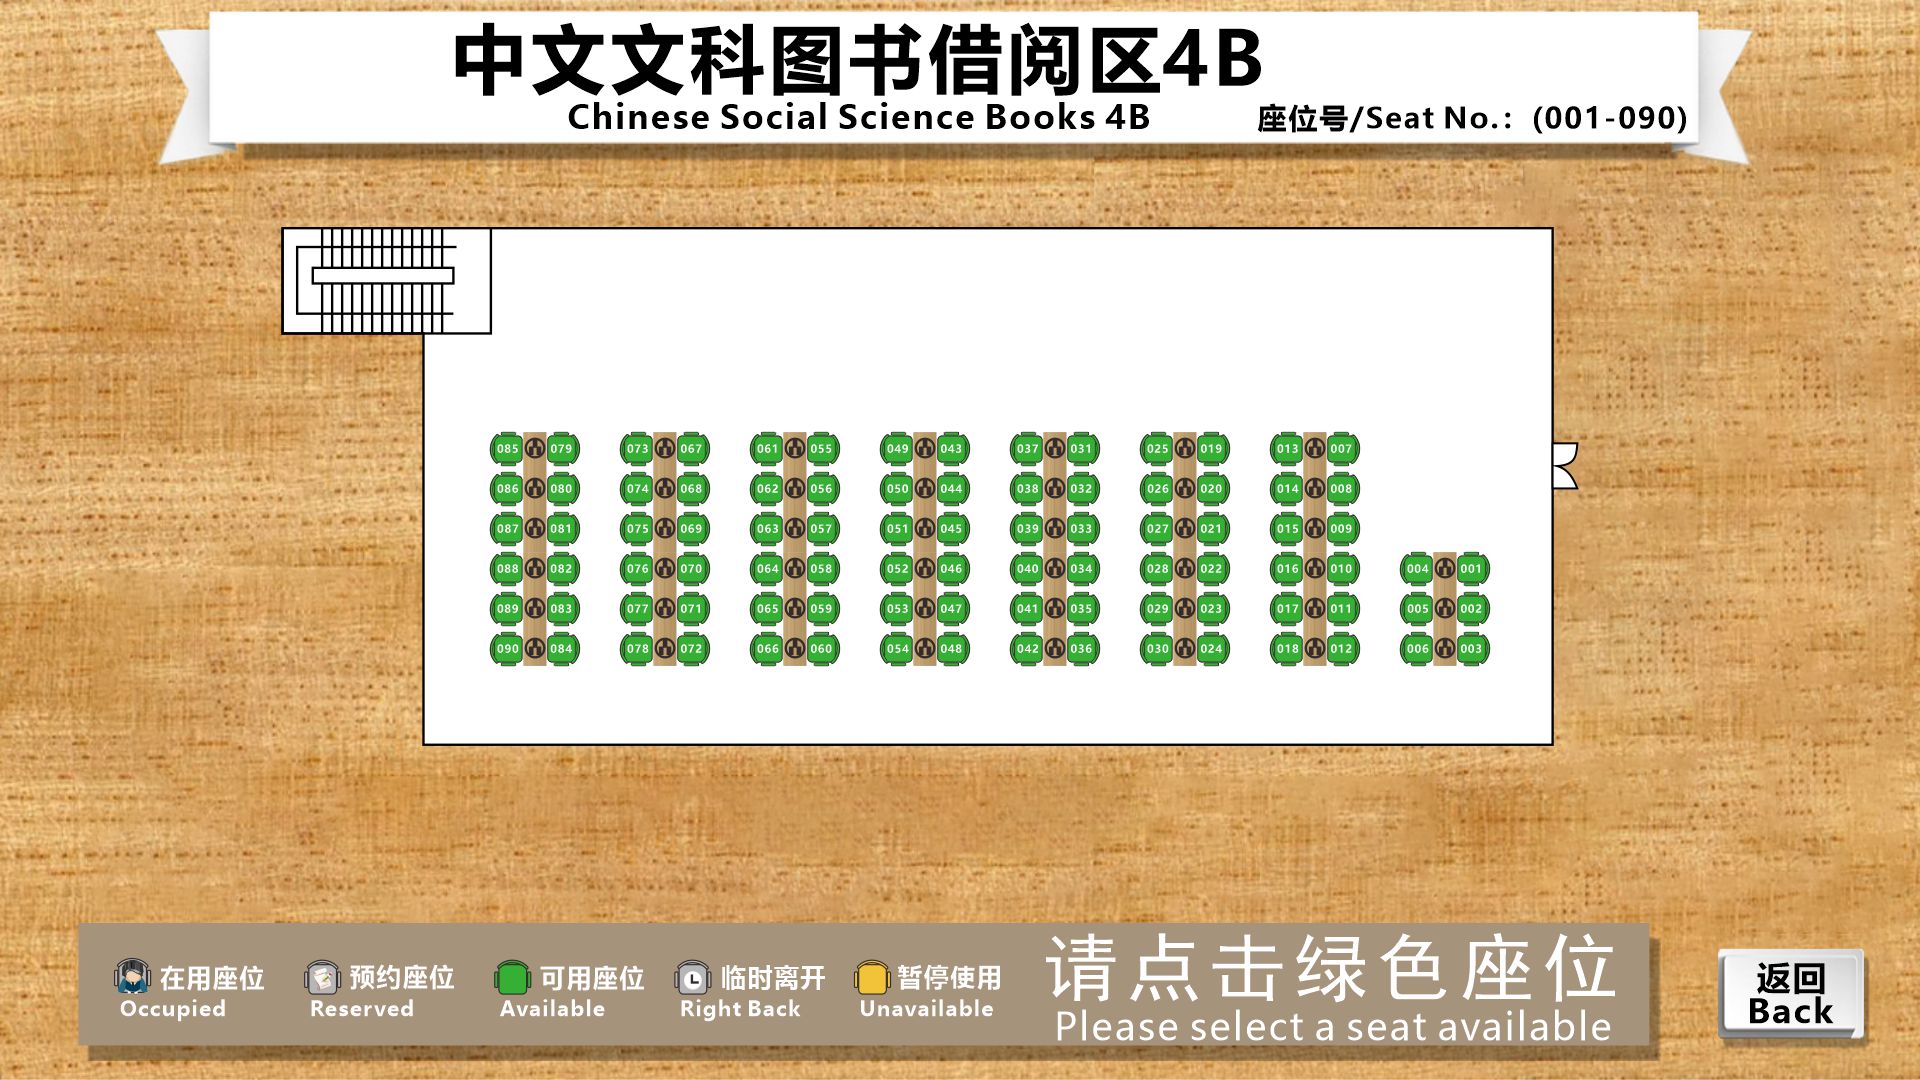 中文文科图书借阅区4B
Chinese Social Science Books 4B
座位号/Seat No.: (001-090)
085 079 073 067 061 055 049 043 037 031 025 019 013 007
086 080 074 068 062 056 050 044 038 032 026 020 014 008
087 081 075 069 063 057 051 045 039 033 027 021 015 009
088 082 076 070 064 058 052 046 040 034 028 022 016 010 004 001
089 083 077 071 065 059 053 047 041 035 029 023 017 011 005 002
090 084 078 072 066 060 054 048 042 036 030 024 018 012 006 003
在用座位
Occupied
预约座位
Reserved
可用座位
Available
临时离开
Right Back
暂停使用
Unavailable
请点击绿色座位
Please select a seat available
返回
Back